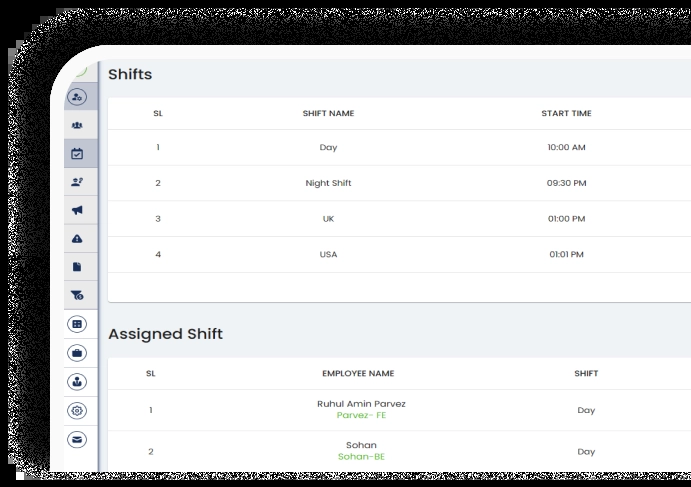 Shifts
SL SHIFT NAME START TIME
1 Day 10:00 AM
2 Night Shift 09:30 PM
3 UK 01:00 PM
4 USA 01:01 PM
Assigned Shift
SL EMPLOYEE NAME SHIFT
1 Ruhul Amin Parvez Day
Parvez- FE
2 Sohan Day
Sohan-BE